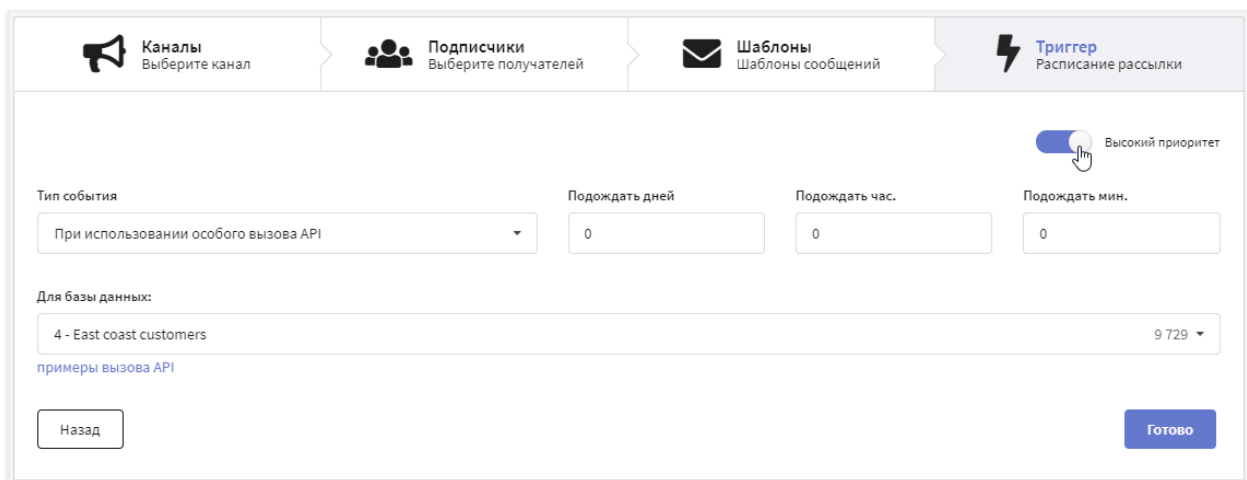 Каналы
Выберите канал
Подписчики
Выберите получателей
Шаблоны
Шаблоны сообщений
Триггер
Расписание рассылки
Высокий приоритет
Тип события
Подождать дней
Подождать час.
Подождать мин.
При использовании особого вызова API
0
0
0
Для базы данных:
4 - East coast customers
9 729
примеры вызова API
Назад
Готово